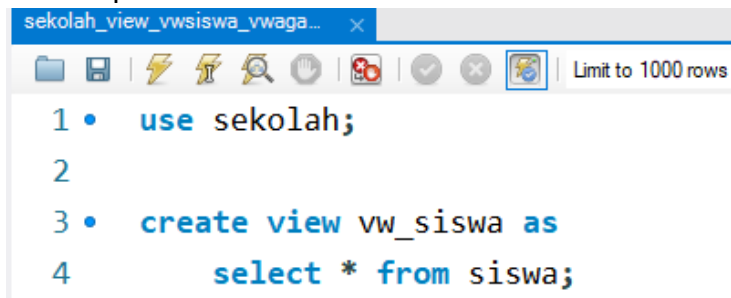 sekolah_view_vwsiswa_vwaga...
Limit to 1000 rows
1 use sekolah;
2
3 create view vw_siswa as
4 select * from siswa;